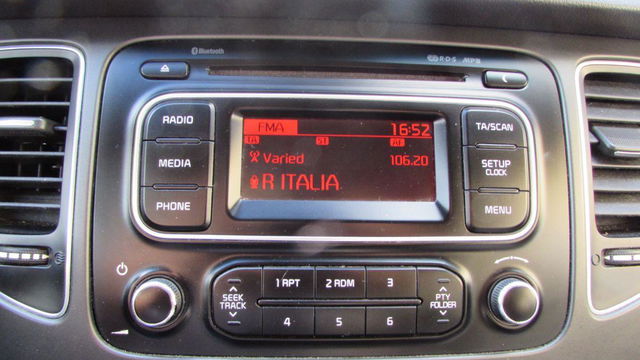 Bluetooth
R·D·S MP3
RADIO
MEDIA
PHONE
FMA 16:52
TA ST AF
Varied 106.20
R ITALIA
TA/SCAN
SETUP
CLOCK
MENU
SEEK
TRACK
1 RPT 2 RDM 3
4 5 6
PTY
FOLDER